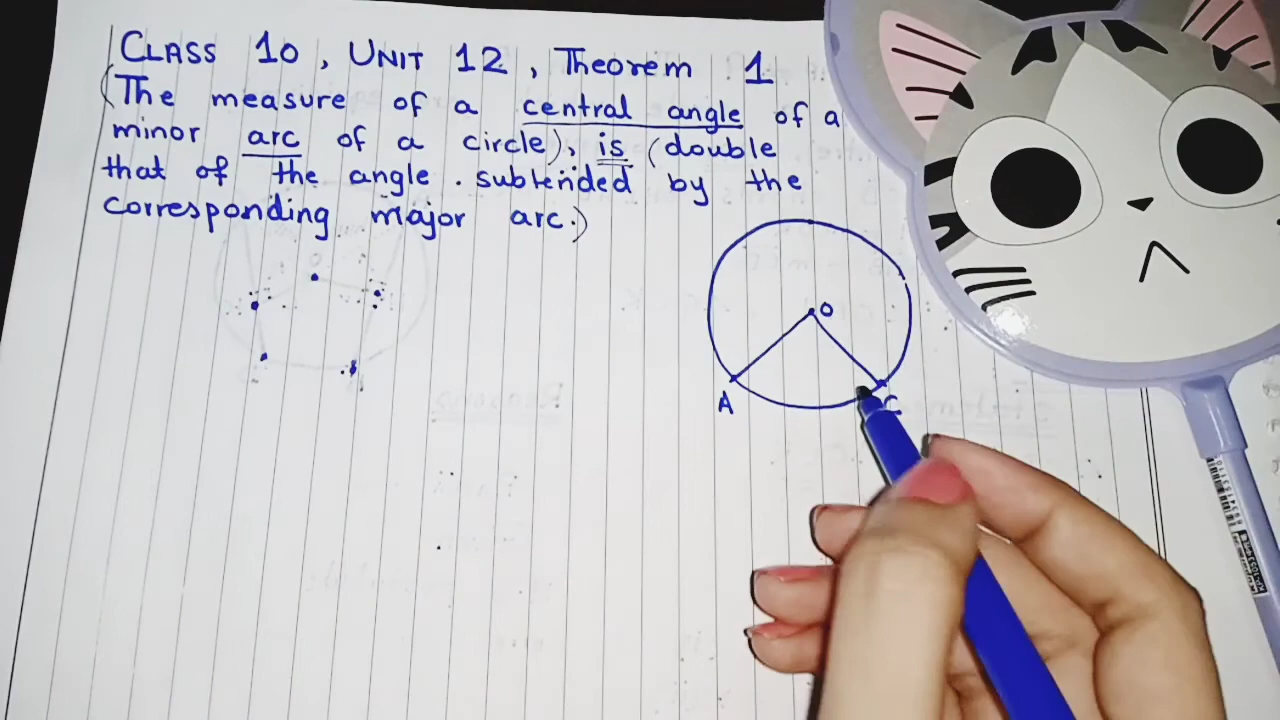 CLASS 10, UNIT 12, Theorem 1
(The measure of a central angle of a
minor arc of a circle), is (double
that of the angle subtended by the
corresponding major arc.)
O
A
C